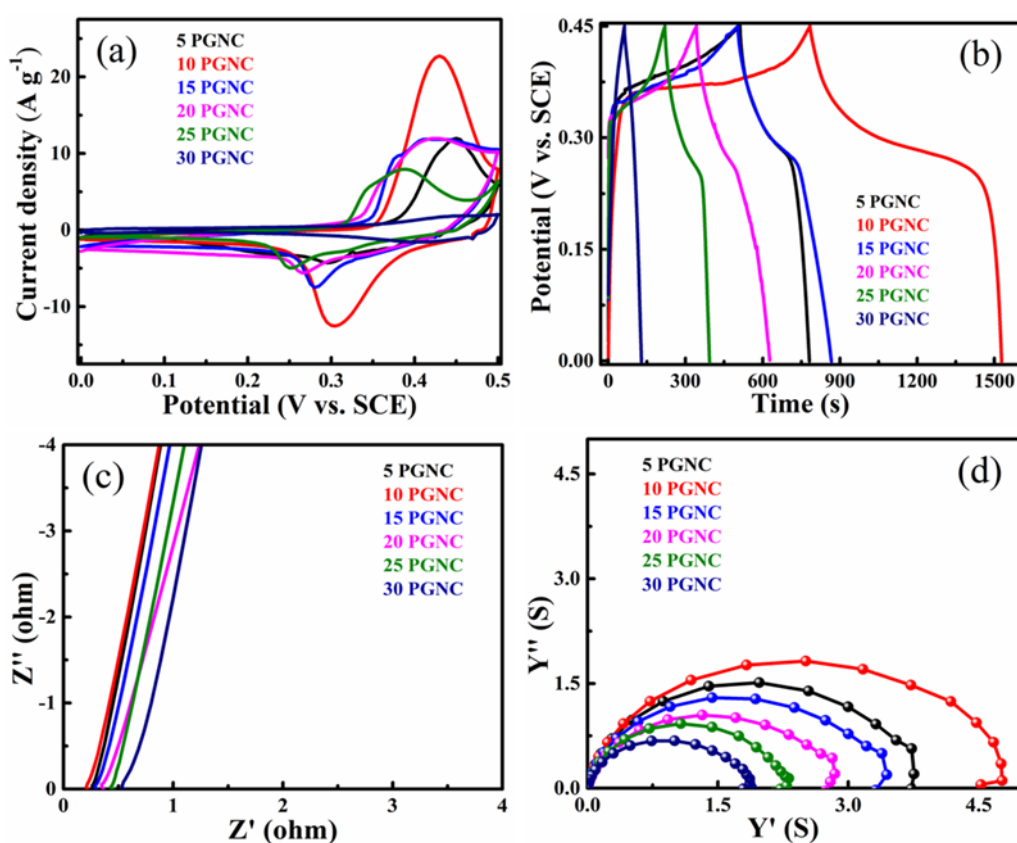 (a)
5 PGNC
10 PGNC
15 PGNC
20 PGNC
25 PGNC
30 PGNC
Current density (A g⁻¹)
20
10
0
-10
0.0 0.1 0.2 0.3 0.4 0.5
Potential (V vs. SCE)
(b)
5 PGNC
10 PGNC
15 PGNC
20 PGNC
25 PGNC
30 PGNC
Potential (V vs. SCE)
0.45
0.30
0.15
0.00
0 300 600 900 1200 1500
Time (s)
(c)
5 PGNC
10 PGNC
15 PGNC
20 PGNC
25 PGNC
30 PGNC
Z'' (ohm)
-4
-3
-2
-1
0
0 1 2 3 4
Z' (ohm)
(d)
5 PGNC
10 PGNC
15 PGNC
20 PGNC
25 PGNC
30 PGNC
Y'' (S)
4.5
3.0
1.5
0.0
0.0 1.5 3.0 4.5
Y' (S)